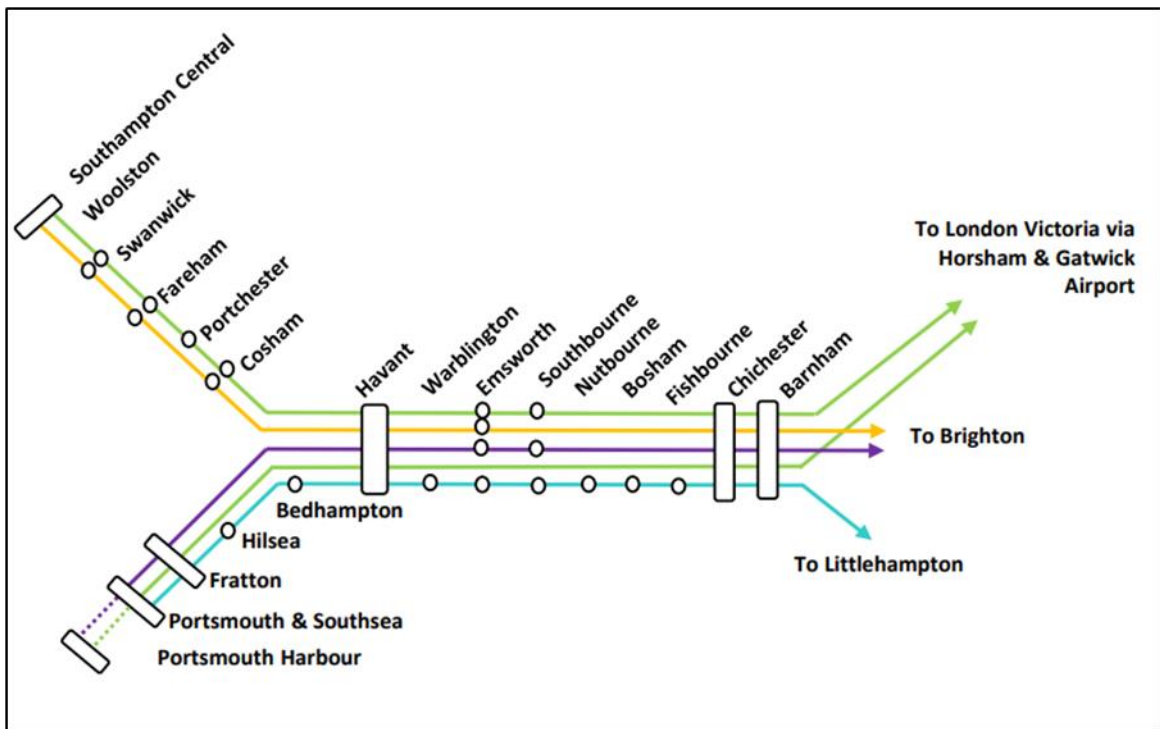 Southampton Central
Woolston
Swanwick
Fareham
Portchester
Cosham
Havant
Warblington
Emsworth
Southbourne
Nutbourne
Bosham
Fishbourne
Chichester
Barnham
To London Victoria via
Horsham & Gatwick
Airport
To Brighton
To Littlehampton
Bedhampton
Hilsea
Fratton
Portsmouth & Southsea
Portsmouth Harbour